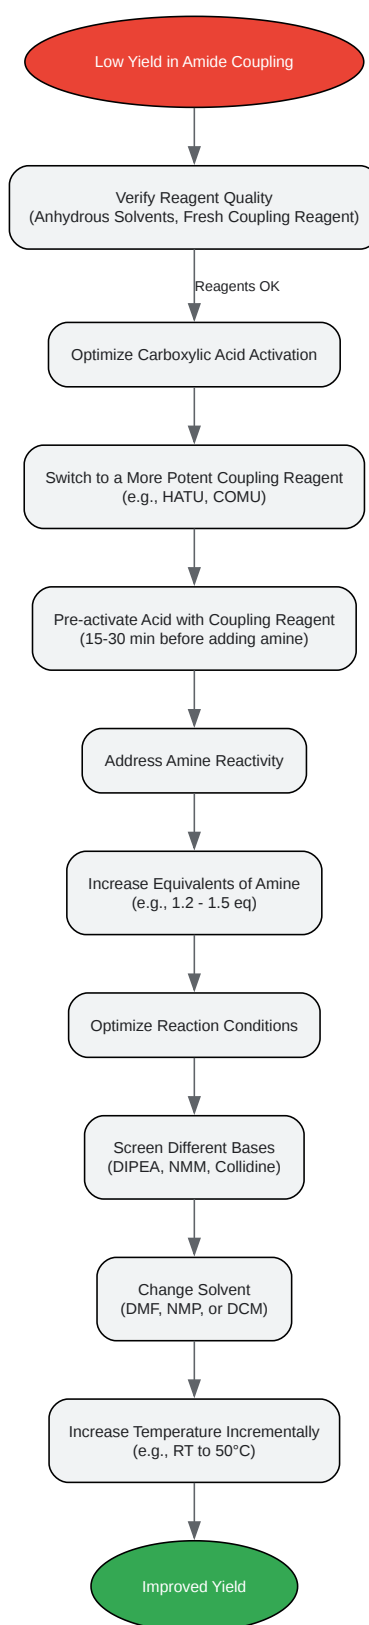 Low Yield in Amide Coupling
Verify Reagent Quality
(Anhydrous Solvents, Fresh Coupling Reagent)
Reagents OK
Optimize Carboxylic Acid Activation
Switch to a More Potent Coupling Reagent
(e.g., HATU, COMU)
Pre-activate Acid with Coupling Reagent
(15-30 min before adding amine)
Address Amine Reactivity
Increase Equivalents of Amine
(e.g., 1.2 - 1.5 eq)
Optimize Reaction Conditions
Screen Different Bases
(DIPEA, NMM, Collidine)
Change Solvent
(DMF, NMP, or DCM)
Increase Temperature Incrementally
(e.g., RT to 50°C)
Improved Yield